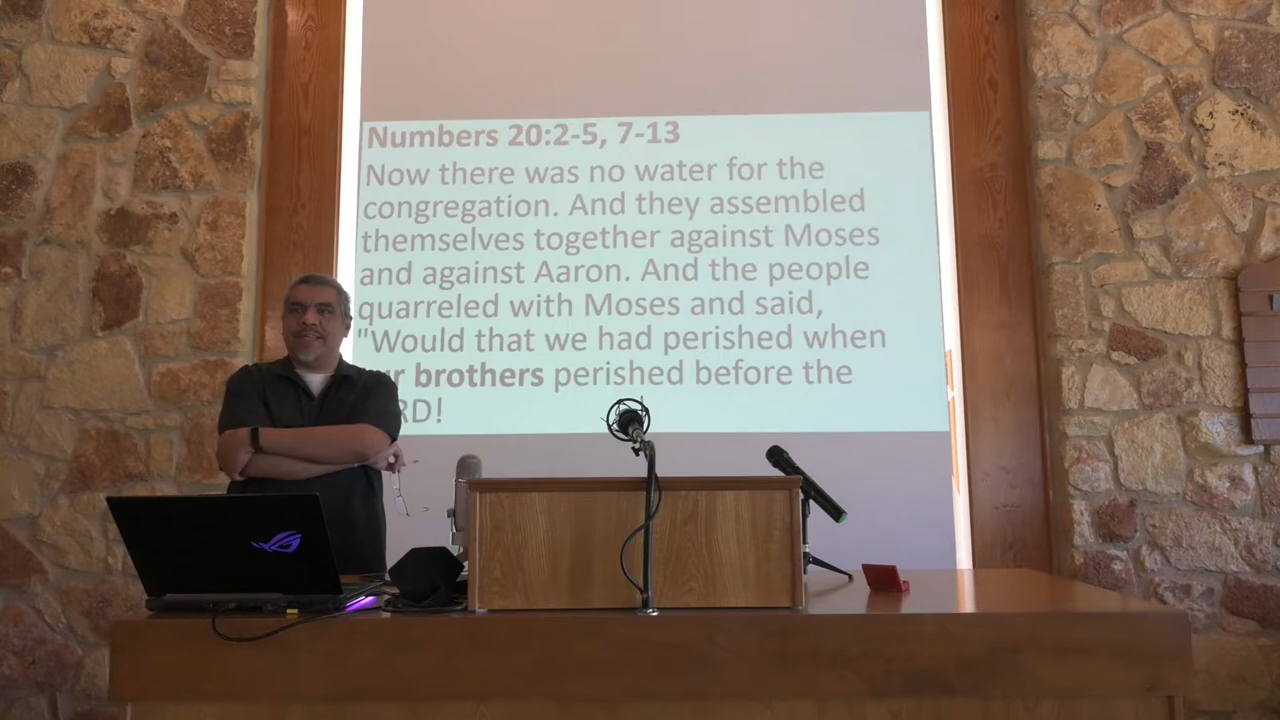 Numbers 20:2-5, 7-13
Now there was no water for the
congregation. And they assembled
themselves together against Moses
and against Aaron. And the people
quarreled with Moses and said,
"Would that we had perished when
brothers perished before the